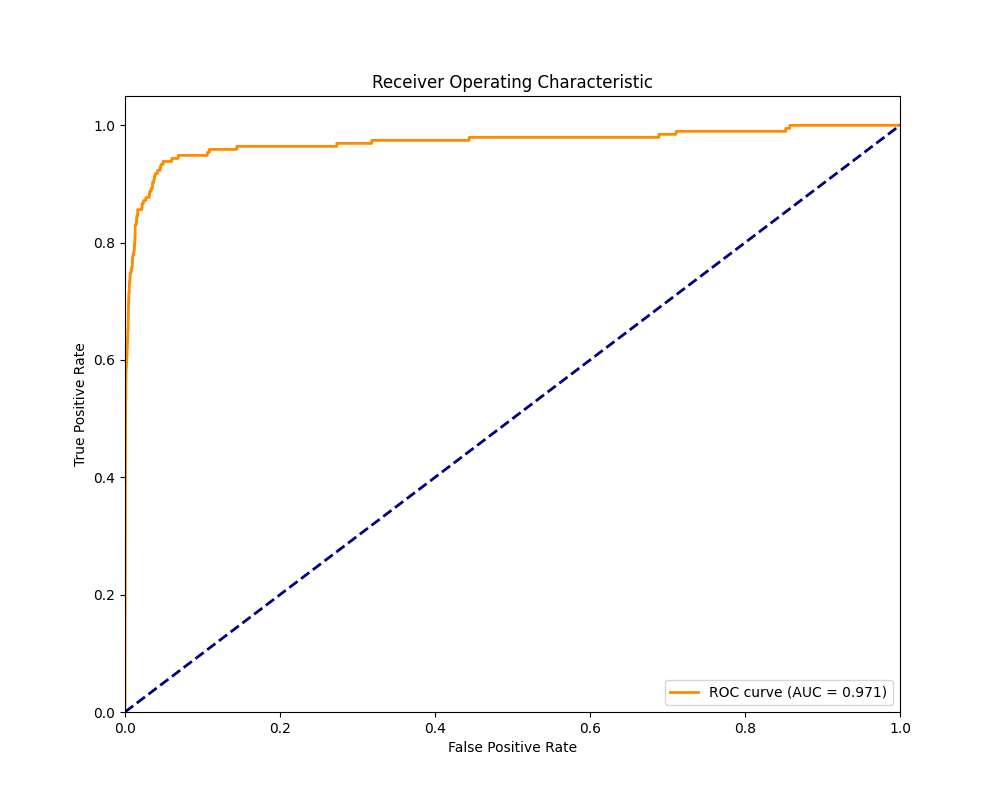 Receiver Operating Characteristic
True Positive Rate
1.0
0.8
0.6
0.4
0.2
0.0
ROC curve (AUC = 0.971)
0.0 0.2 0.4 0.6 0.8 1.0
False Positive Rate